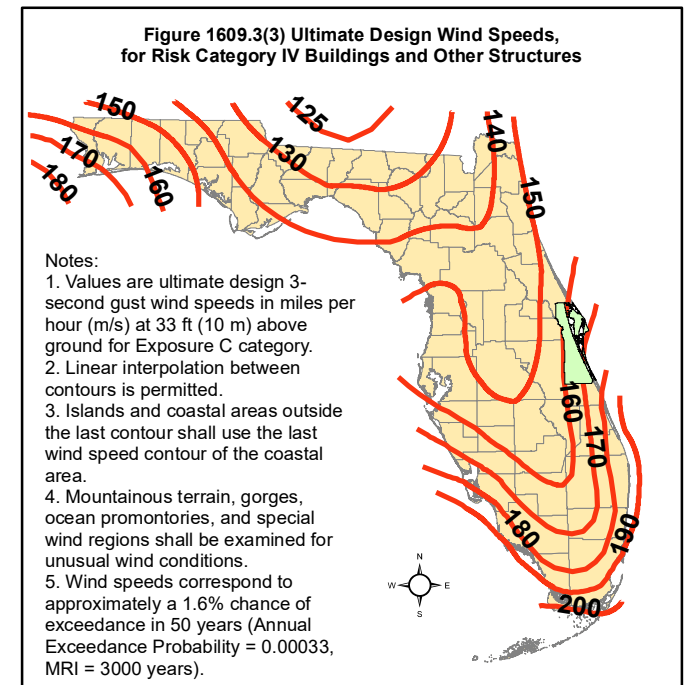 Figure 1609.3(3) Ultimate Design Wind Speeds,
for Risk Category IV Buildings and Other Structures
150
125
140
170
130
180
160
150
Notes:
1. Values are ultimate design 3-
second gust wind speeds in miles per
hour (m/s) at 33 ft (10 m) above
ground for Exposure C category.
2. Linear interpolation between
contours is permitted.
3. Islands and coastal areas outside
the last contour shall use the last
wind speed contour of the coastal
area.
4. Mountainous terrain, gorges,
ocean promontories, and special
wind regions shall be examined for
unusual wind conditions.
5. Wind speeds correspond to
approximately a 1.6% chance of
exceedance in 50 years (Annual
Exceedance Probability = 0.00033,
MRI = 3000 years).
160
170
180
190
200
N
W E
S